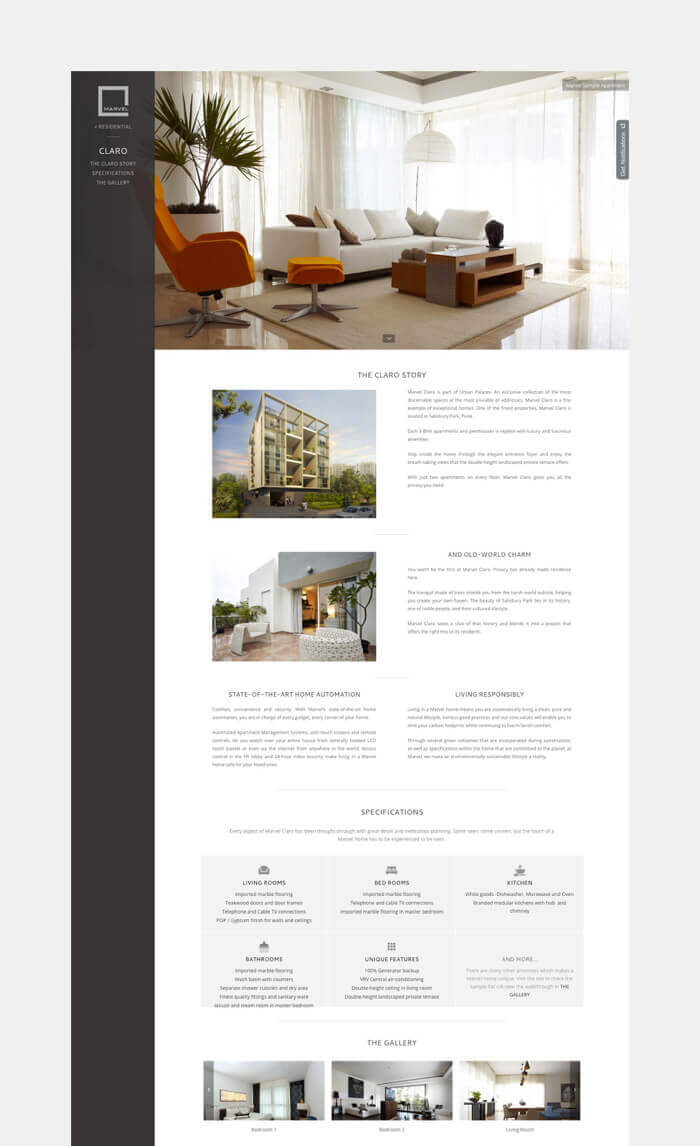 MARVEL
< RESIDENTIAL
CLARO
THE CLARO STORY
SPECIFICATIONS
THE GALLERY
Marvel Sample Apartment
Get Notifications
THE CLARO STORY
Marvel Claro is part of Urban Palaces. An exclusive collection of the most
discernable spaces at the most enviable of addresses. Marvel Claro is a fine
example of exceptional homes. One of the finest properties, Marvel Claro is
located in Salisbury Park, Pune.
Each 3 BHK apartments and penthouses is replete with luxury and luxurious
amenities.
Step inside the home through the elegant entrance foyer and enjoy the
breath-taking views that the double-height landscaped private terrace offers.
With just two apartments on every floor, Marvel Claro gives you all the
privacy you need.
AND OLD-WORLD CHARM
You won't be the first at Marvel Claro. Privacy has already made residence
here.
The tranquil shade of trees shields you from the harsh world outside, helping
you create your own haven. The beauty of Salisbury Park lies in its history,
one of noble people, and their cultured lifestyle.
Marvel Claro takes a slice of that history and blends it into a project that
offers the right mix to its residents.
STATE-OF-THE-ART HOME AUTOMATION
Comfort, convenience and security. With Marvel's state-of-the-art home
automation, you are in charge of every gadget, every corner of your home.
Automated Apartment Management Systems, with touch screens and remote
controls, let you watch over your entire house from centrally located LCD
touch panels or even via the internet from anywhere in the world. Access
control in the lift lobby and 24-hour video security make living in a Marvel
home safe for your loved ones.
LIVING RESPONSIBLY
Living in a Marvel home means you are automatically living a clean, pure and
natural lifestyle. Various good practices and our core values will enable you to
limit your carbon footprints while continuing to live in lavish comfort.
Through several green initiatives that are incorporated during construction,
as well as specifications within the home that are committed to the planet, at
Marvel, we make an environmentally sustainable lifestyle a reality.
SPECIFICATIONS
Every aspect of Marvel Claro has been thought through with great detail and meticulous planning. Some seen, some unseen, but the touch of a
Marvel home has to be experienced to be seen.
LIVING ROOMS
Imported marble flooring
Teakwood doors and door frames
Telephone and Cable TV connections
POP / Gypsum finish for walls and ceilings
BED ROOMS
Imported marble flooring
Telephone and Cable TV connections
Imported marble flooring in master bedroom
KITCHEN
White goods -Dishwasher, Microwave and Oven
Branded modular kitchens with hob and
chimney
BATHROOMS
Imported marble flooring
Wash basin with counters
Separate shower cubicles and dry area
Finest quality fittings and sanitary ware
Jacuzzi and steam room in master bedroom
UNIQUE FEATURES
100% Generator backup
VRV Central air conditioning
Double-height ceiling in living room
Double-height landscaped private terrace
AND MORE...
There are many other amenities which makes a
Marvel home unique. Visit the site to check the
sample flat OR view the walkthrough in THE
GALLERY
THE GALLERY
Bedroom 1
Bedroom 2
Living Room